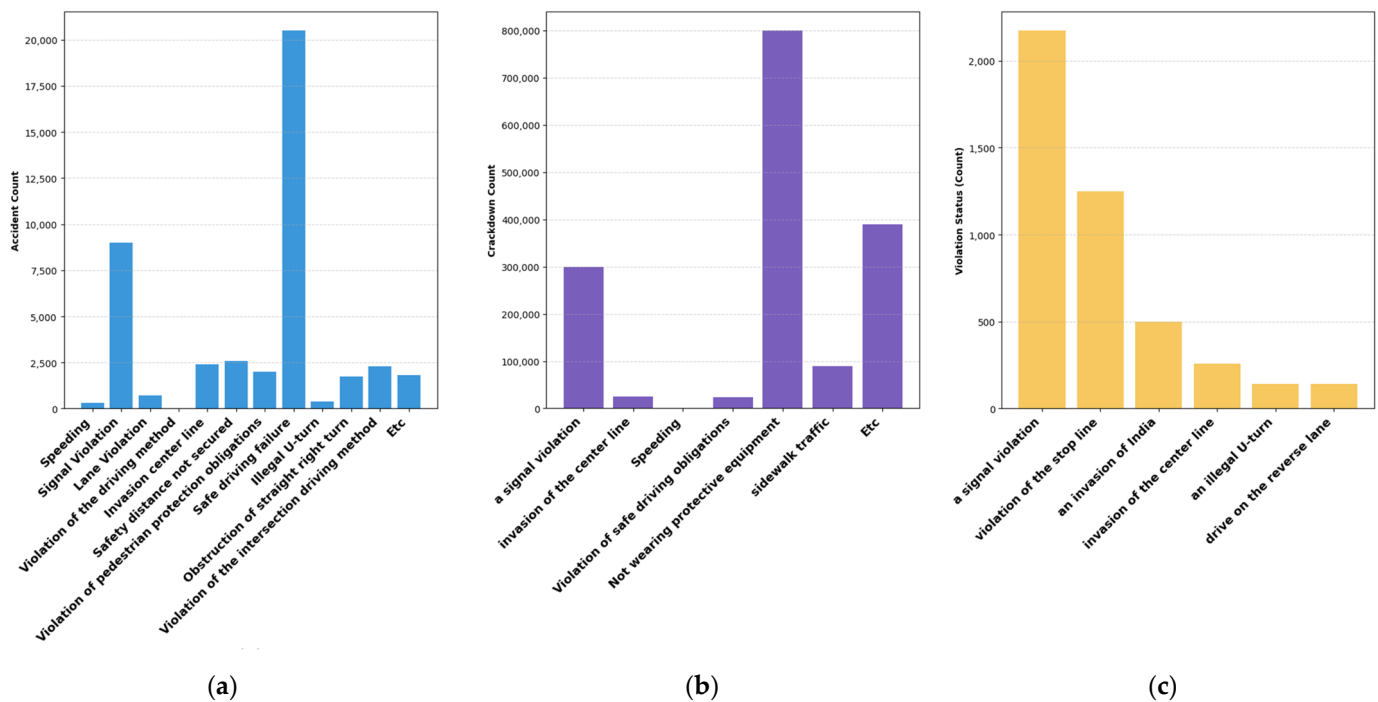 Accident Count
20,000
17,500
15,000
12,500
10,000
7,500
5,000
2,500
0
Speeding
Signal Violation
Lane Violation
Violation of the driving method
Invasion center line
Safety distance not secured
Violation of pedestrian protection obligations
Safe driving failure
Illegal U-turn
Obstruction of straight right turn
Violation of the intersection driving method
Etc
(a)
Crackdown Count
800,000
700,000
600,000
500,000
400,000
300,000
200,000
100,000
0
a signal violation
invasion of the center line
Speeding
Violation of safe driving obligations
Not wearing protective equipment
sidewalk traffic
Etc
(b)
Violation Status (Count)
2,000
1,500
1,000
500
0
a signal violation
violation of the stop line
an invasion of India
invasion of the center line
an illegal U-turn
drive on the reverse lane
(c)